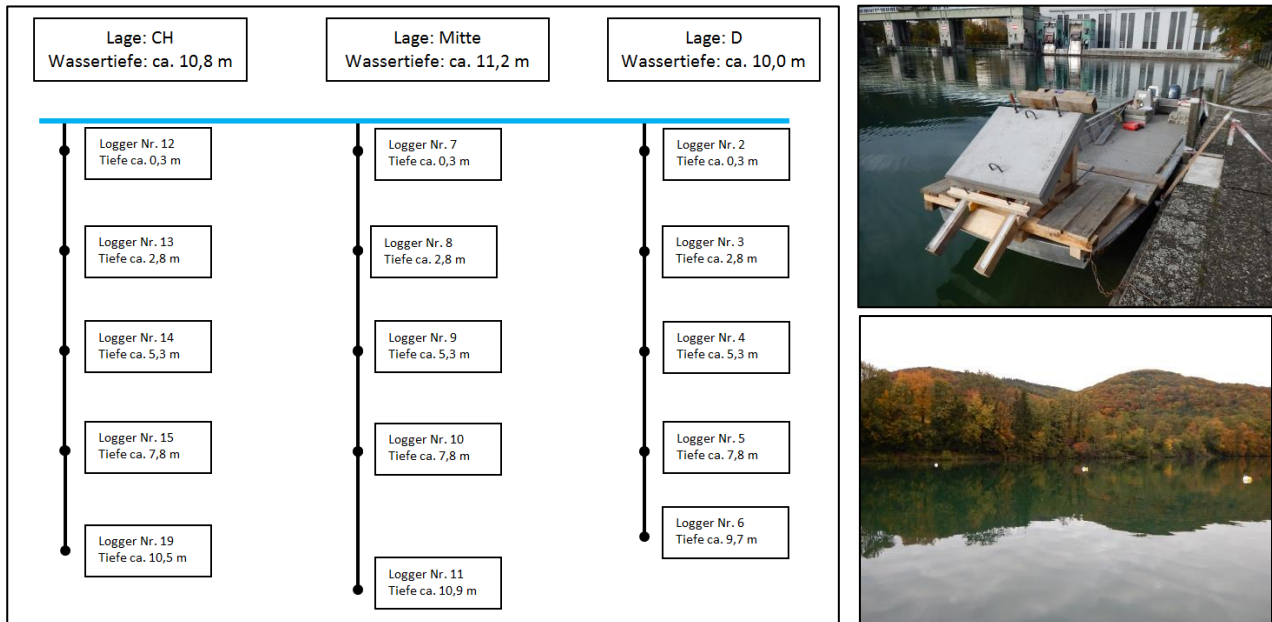 Lage: CH
Wassertiefe: ca. 10,8 m
Lage: Mitte
Wassertiefe: ca. 11,2 m
Lage: D
Wassertiefe: ca. 10,0 m
Logger Nr. 12
Tiefe ca. 0,3 m
Logger Nr. 7
Tiefe ca. 0,3 m
Logger Nr. 2
Tiefe ca. 0,3 m
Logger Nr. 13
Tiefe ca. 2,8 m
Logger Nr. 8
Tiefe ca. 2,8 m
Logger Nr. 3
Tiefe ca. 2,8 m
Logger Nr. 14
Tiefe ca. 5,3 m
Logger Nr. 9
Tiefe ca. 5,3 m
Logger Nr. 4
Tiefe ca. 5,3 m
Logger Nr. 15
Tiefe ca. 7,8 m
Logger Nr. 10
Tiefe ca. 7,8 m
Logger Nr. 5
Tiefe ca. 7,8 m
Logger Nr. 19
Tiefe ca. 10,5 m
Logger Nr. 11
Tiefe ca. 10,9 m
Logger Nr. 6
Tiefe ca. 9,7 m